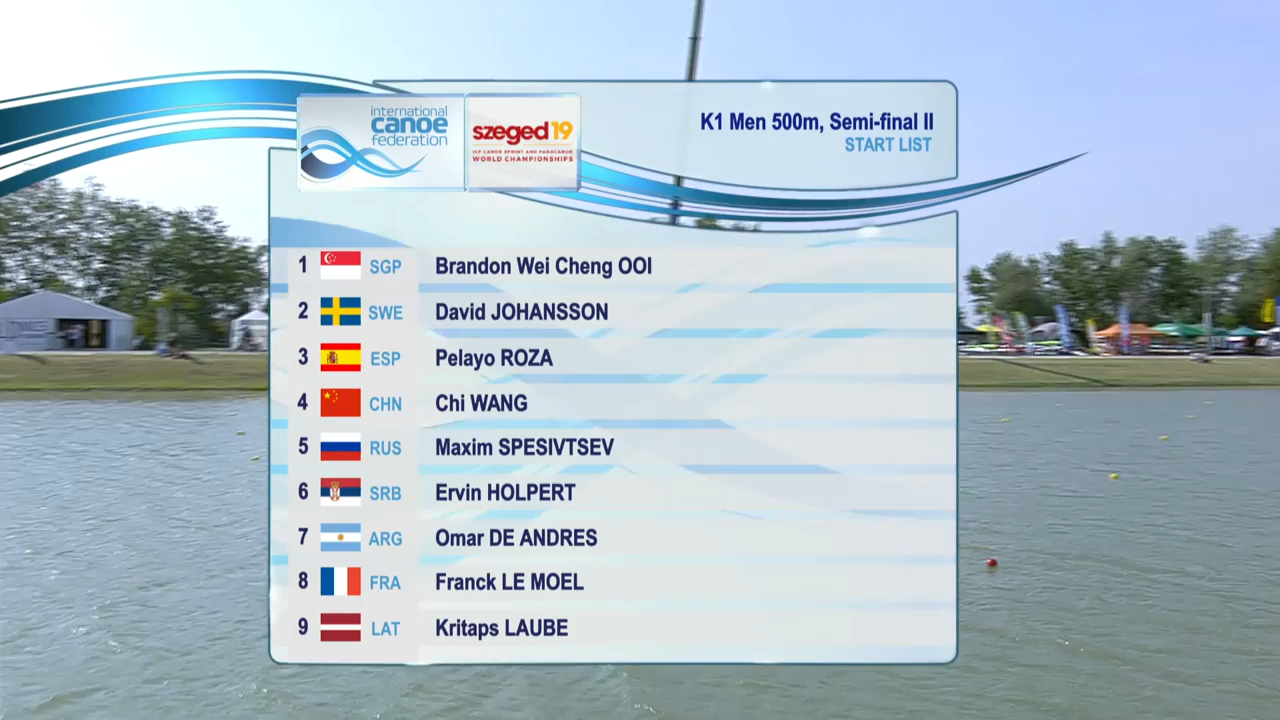 international
canoe
federation
szeged19
ICF CANOE SPRINT AND PARACANOE
WORLD CHAMPIONSHIPS
K1 Men 500m, Semi-final II
START LIST
1 SGP Brandon Wei Cheng OOI
2 SWE David JOHANSSON
3 ESP Pelayo ROZA
4 CHN Chi WANG
5 RUS Maxim SPESIVTSEV
6 SRB Ervin HOLPERT
7 ARG Omar DE ANDRES
8 FRA Franck LE MOEL
9 LAT Kritaps LAUBE